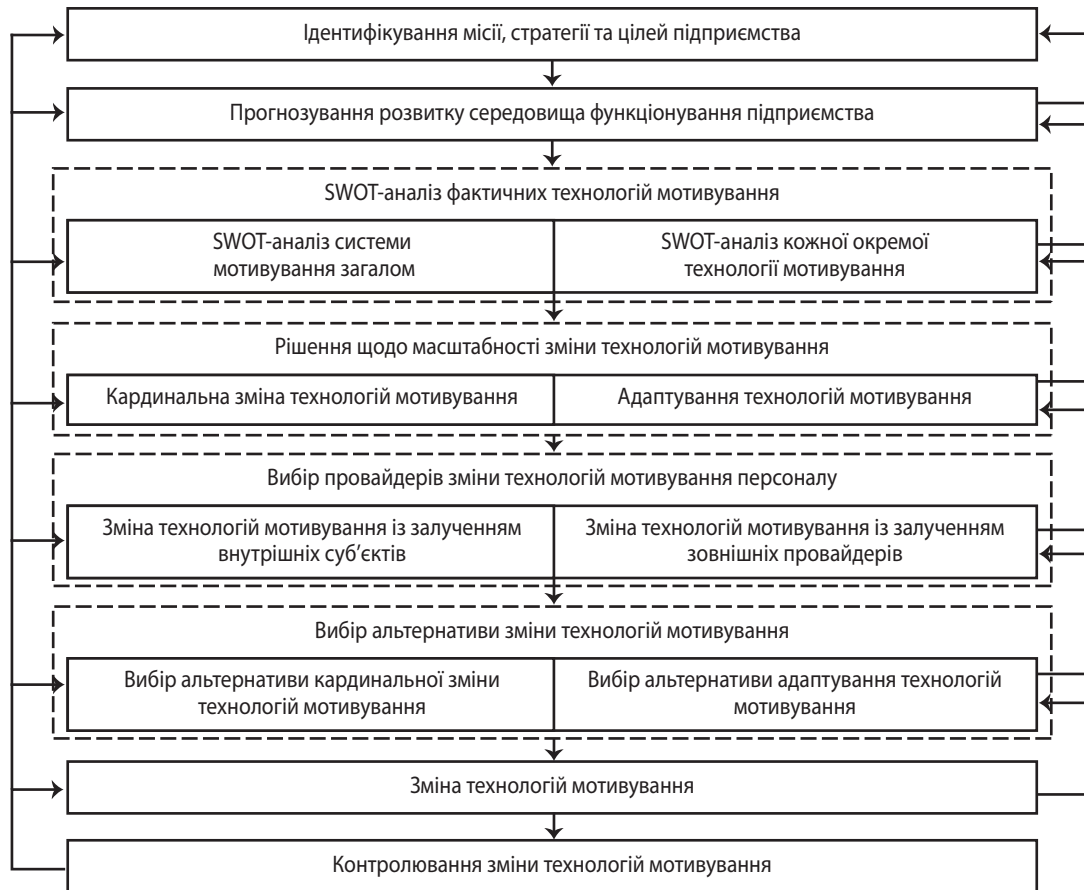 Ідентифікування місії, стратегії та цілей підприємства
Прогнозування розвитку середовища функціонування підприємства
SWOT-аналіз фактичних технологій мотивування
SWOT-аналіз системи
мотивування загалом
SWOT-аналіз кожної окремої
технології мотивування
Рішення щодо масштабності зміни технологій мотивування
Кардинальна зміна технологій мотивування
Адаптування технологій мотивування
Вибір провайдерів зміни технологій мотивування персоналу
Зміна технологій мотивування із залученням
внутрішніх суб’єктів
Зміна технологій мотивування із залученням
зовнішніх провайдерів
Вибір альтернативи зміни технологій мотивування
Вибір альтернативи кардинальної зміни
технологій мотивування
Вибір альтернативи адаптування технологій
мотивування
Зміна технологій мотивування
Контролювання зміни технологій мотивування